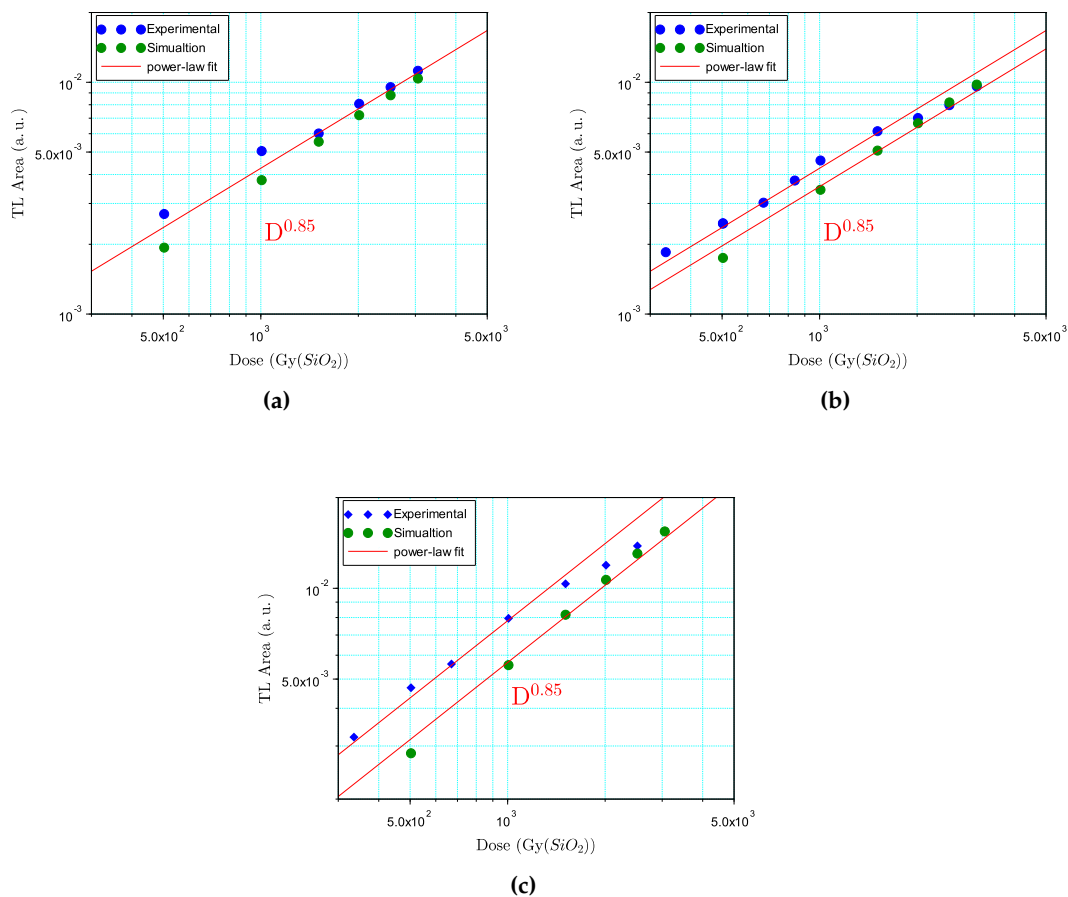 Experimental
Simualtion
power-law fit
10^-2
5.0x10^-3
10^-3
TL Area (a. u. )
D^0.85
5.0x10^2
10^3
5.0x10^3
Dose (Gy(SiO_2))
(a)
Experimental
Simualtion
power-law fit
10^-2
5.0x10^-3
10^-3
TL Area (a. u. )
D^0.85
5.0x10^2
10^3
5.0x10^3
Dose (Gy(SiO_2))
(b)
Experimental
Simualtion
power-law fit
10^-2
5.0x10^-3
TL Area (a. u. )
D^0.85
5.0x10^2
10^3
5.0x10^3
Dose (Gy(SiO_2))
(c)